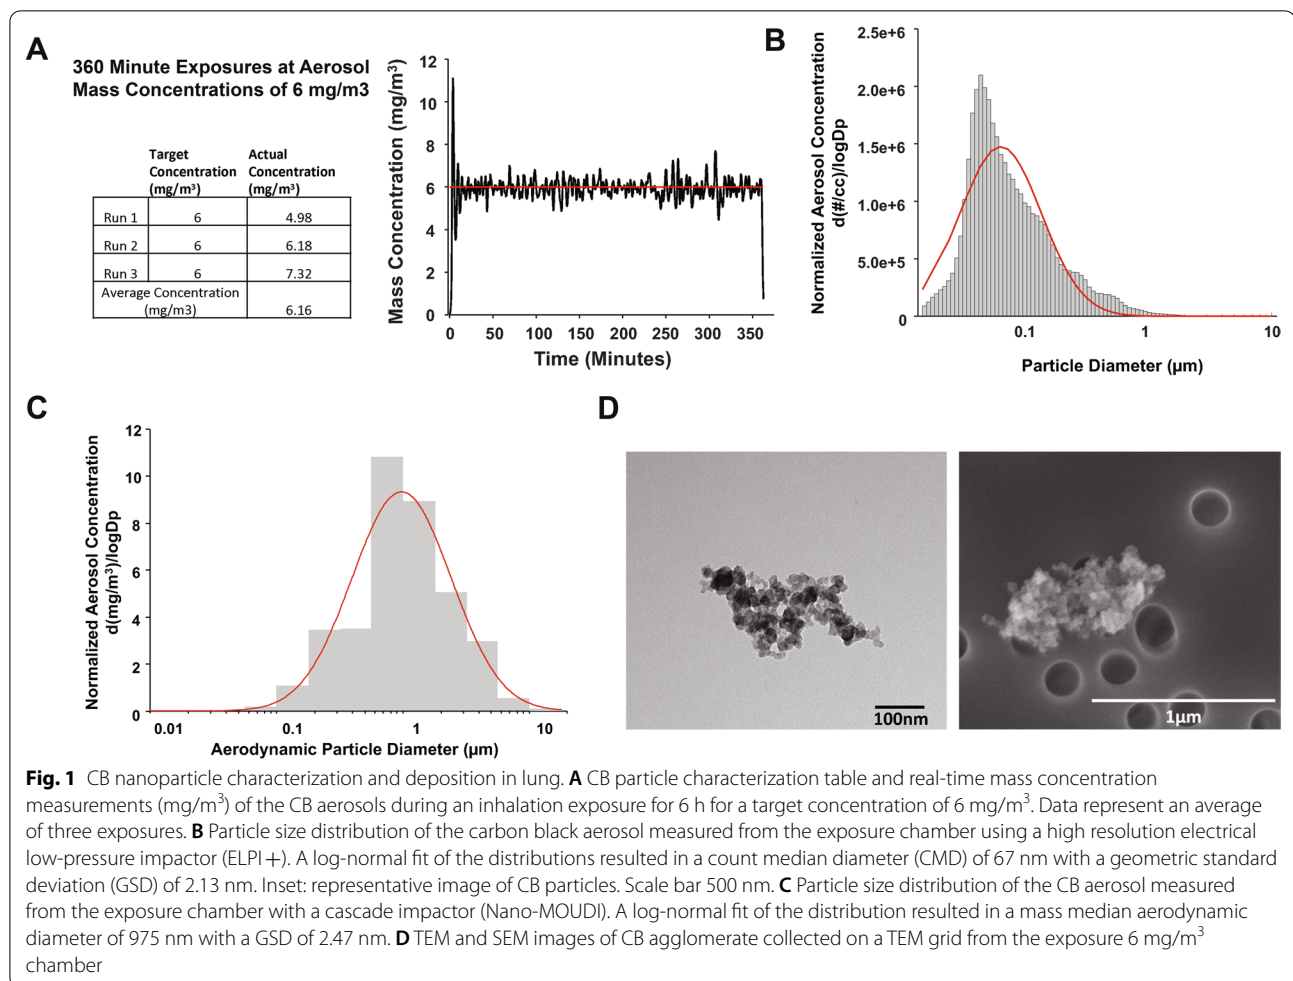 A
360 Minute Exposures at Aerosol
Mass Concentrations of 6 mg/m3
Target
Concentration
(mg/m³)
Actual
Concentration
(mg/m³)
Run 1 6 4.98
Run 2 6 6.18
Run 3 6 7.32
Average Concentration
(mg/m3) 6.16
Mass Concentration (mg/m³)
12
10
8
6
4
2
0
0 50 100 150 200 250 300 350
Time (Minutes)
B
Normalized Aerosol Concentration
d(#/cc)/logDp
2.5e+6
2.0e+6
1.5e+6
1.0e+6
5.0e+5
0
0.1 1 10
Particle Diameter (µm)
C
Normalized Aerosol Concentration
d(mg/m³)/logDp
12
10
8
6
4
2
0
0.01 0.1 1 10
Aerodynamic Particle Diameter (µm)
D
100nm
1µm
Fig. 1 CB nanoparticle characterization and deposition in lung. A CB particle characterization table and real-time mass concentration
measurements (mg/m³) of the CB aerosols during an inhalation exposure for 6 h for a target concentration of 6 mg/m³. Data represent an average
of three exposures. B Particle size distribution of the carbon black aerosol measured from the exposure chamber using a high resolution electrical
low-pressure impactor (ELPI+). A log-normal fit of the distributions resulted in a count median diameter (CMD) of 67 nm with a geometric standard
deviation (GSD) of 2.13 nm. Inset: representative image of CB particles. Scale bar 500 nm. C Particle size distribution of the CB aerosol measured
from the exposure chamber with a cascade impactor (Nano-MOUDI). A log-normal fit of the distribution resulted in a mass median aerodynamic
diameter of 975 nm with a GSD of 2.47 nm. D TEM and SEM images of CB agglomerate collected on a TEM grid from the exposure 6 mg/m³
chamber